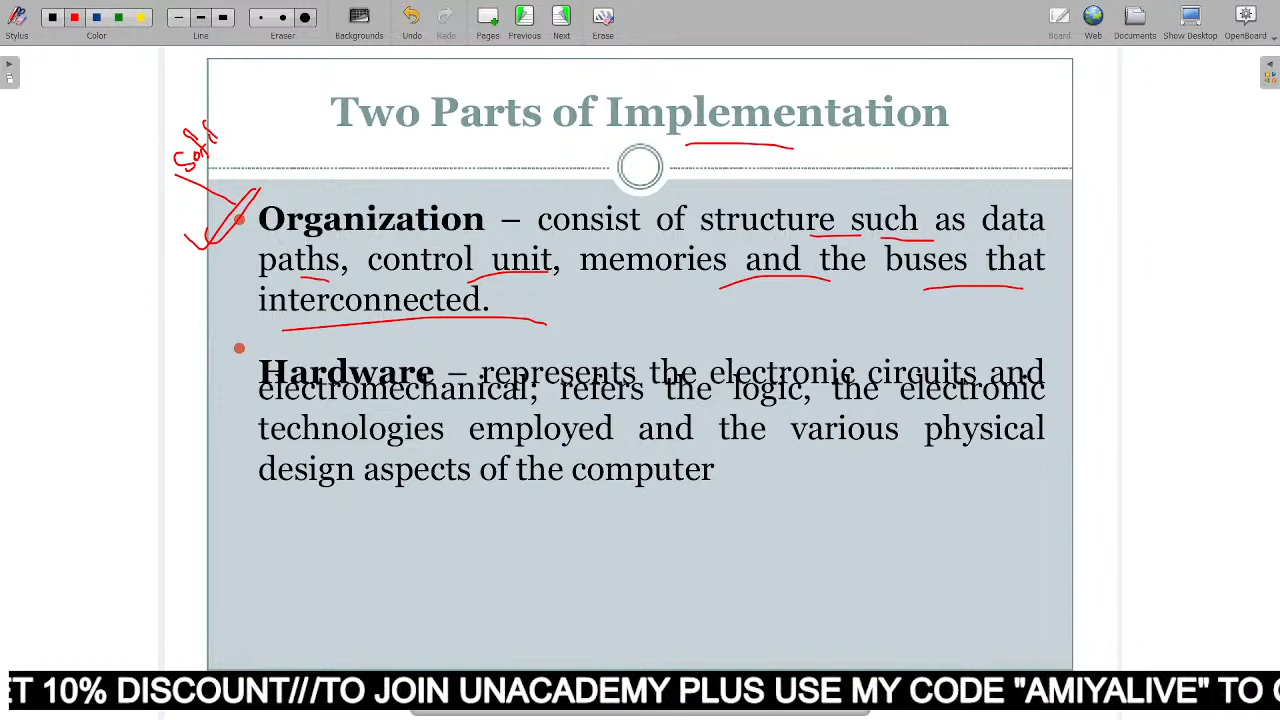 Stylus Color Line Eraser Backgrounds Undo Redo Pages Previous Next Erase Board Web Documents Show Desktop OpenBoard
Two Parts of Implementation
Organization – consist of structure such as data
paths, control unit, memories and the buses that
interconnected.
Hardware – represents the electronic circuits and
electromechanical; refers the logic, the electronic
technologies employed and the various physical
design aspects of the computer
ET 10% DISCOUNT///TO JOIN UNACADEMY PLUS USE MY CODE "AMIYALIVE" TO